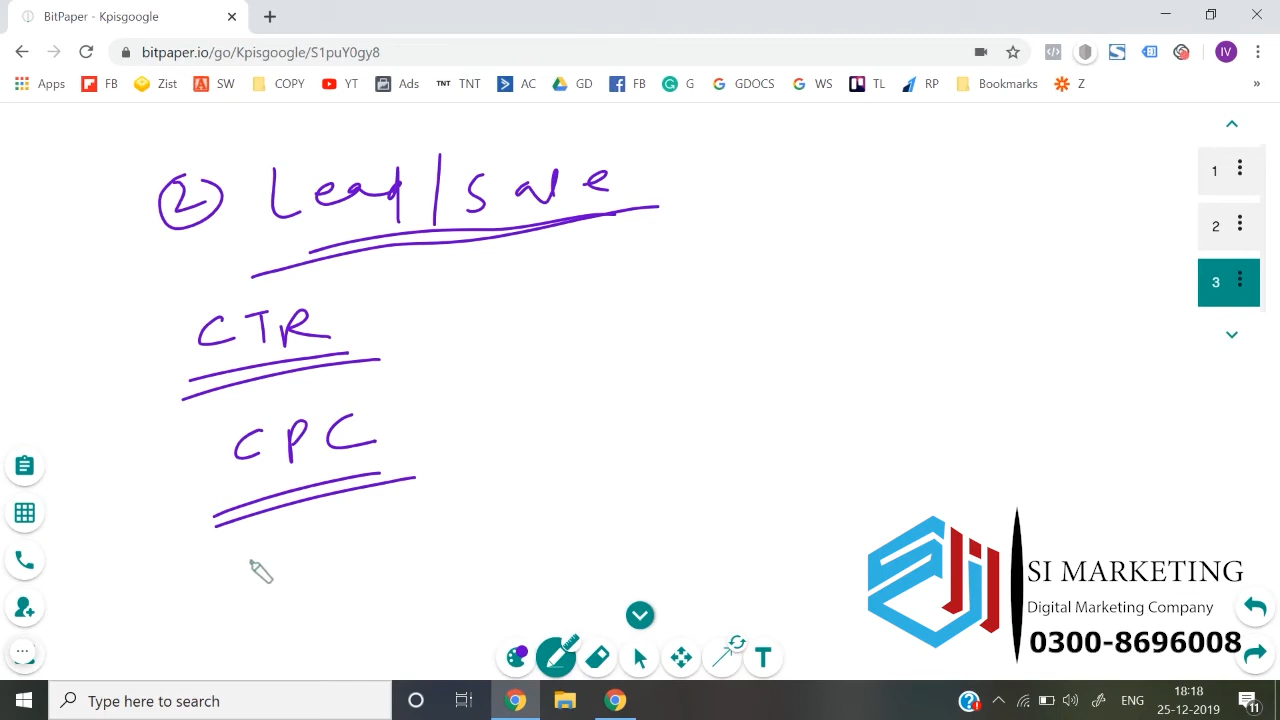 BitPaper - Kpisgoogle
bitpaper.io/go/Kpisgoogle/S1puY0gy8
IV
Apps FB Zist SW COPY YT Ads TNT TNT AC GD FB G GDOCS WS TL RP Bookmarks Z »
2 Lead/Sale
1
2
3
CTR
CPC
SI MARKETING
Digital Marketing Company
0300-8696008
T
Type here to search
ENG
18:18
25-12-2019
11